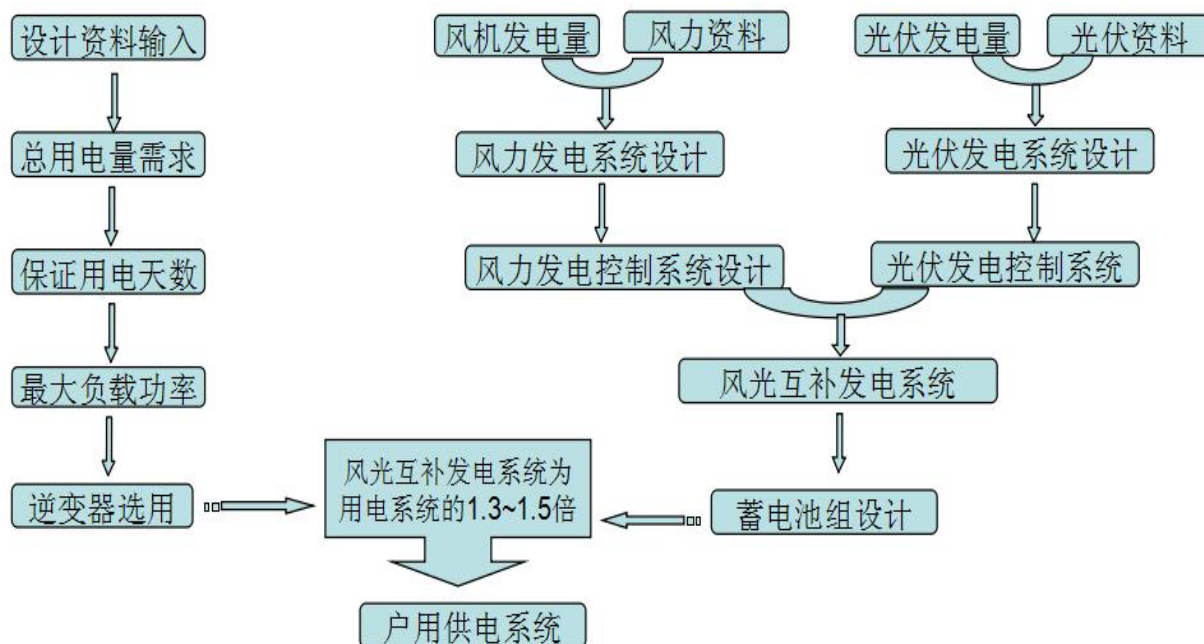 设计资料输入
总用电量需求
保证用电天数
最大负载功率
逆变器选用
风机发电量
风力资料
风力发电系统设计
风力发电控制系统设计
光伏发电量
光伏资料
光伏发电系统设计
光伏发电控制系统
风光互补发电系统
蓄电池组设计
风光互补发电系统为
用电系统的1.3~1.5倍
户用供电系统